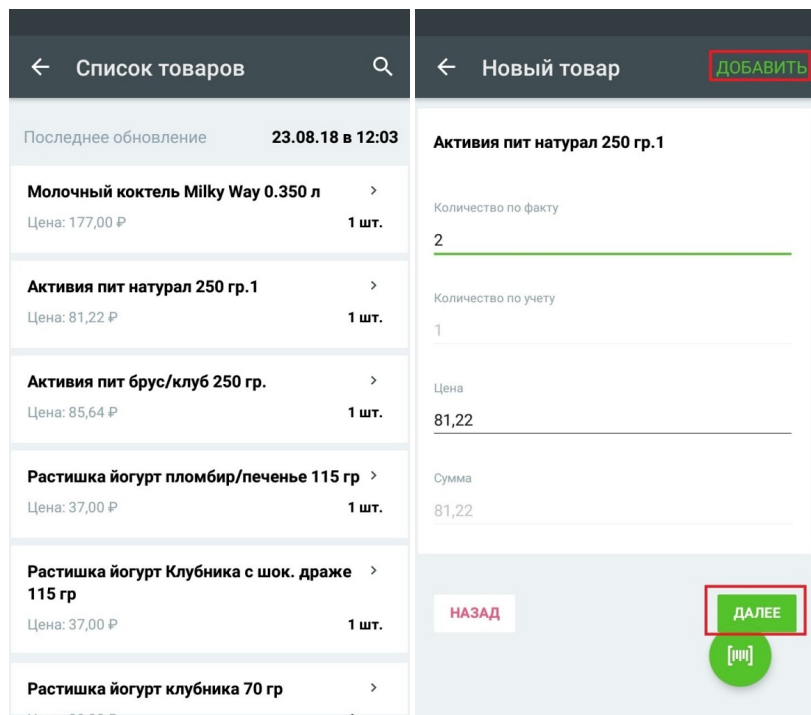 Список товаров
Последнее обновление 23.08.18 в 12:03
Молочный коктель Milky Way 0.350 л
Цена: 177,00 ₽ 1 шт.
Активия пит натурал 250 гр.1
Цена: 81,22 ₽ 1 шт.
Активия пит брус/клуб 250 гр.
Цена: 85,64 ₽ 1 шт.
Растишка йогурт пломбир/печенье 115 гр
Цена: 37,00 ₽ 1 шт.
Растишка йогурт Клубника с шок. драже
115 гр
Цена: 37,00 ₽ 1 шт.
Растишка йогурт клубника 70 гр
Новый товар ДОБАВИТЬ
Активия пит натурал 250 гр.1
Количество по факту
2
Количество по учету
1
Цена
81,22
Сумма
81,22
НАЗАД ДАЛЕЕ